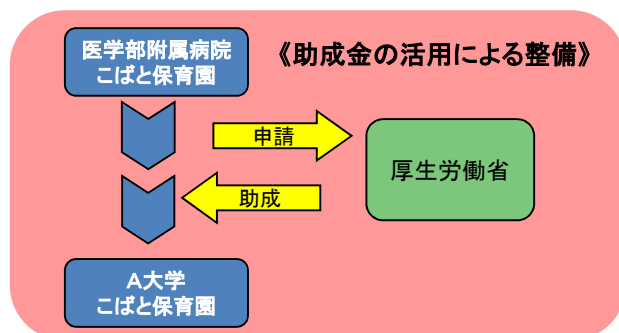 医学部附属病院
こばと保育園
《助成金の活用による整備》
申請
厚生労働省
助成
A大学
こばと保育園